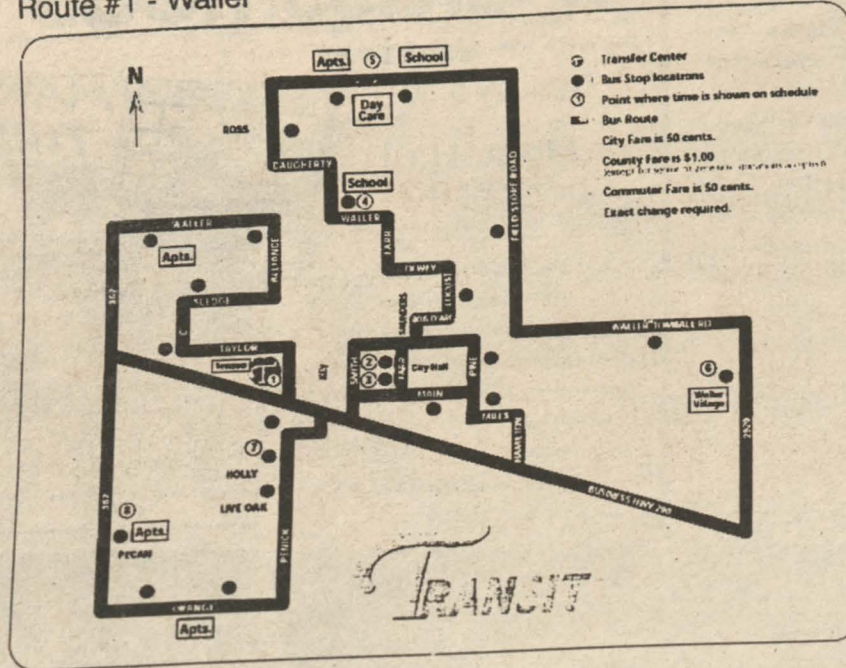 Route #1 - Waller
N
Apts. 5 School
Day Care
ROSS
DAUGHERTY
School
4
WALLER
FARR
DEWEY
LOCUST
SAUNDERS
FIELD STORE ROAD
WALLER
Apts.
ALLIANCE
SLEDGE
362
TAYLOR
1
KEY
SMITH
2
3
FARR
City Hall
PINE
MAIN
MILES
HAMILTON
WALLER TOMBALL RD
6
Waller Village
2920
BUSINESS HWY 290
7
HOLLY
LIVE OAK
PENICK
362
8
Apts.
PECAN
ORANGE
Apts.
TRANSIT
Transfer Center
Bus Stop locations
1 Point where time is shown on schedule
Bus Route
City Fare is 50 cents.
County Fare is $1.00
Commuter Fare is 50 cents.
Exact change required.